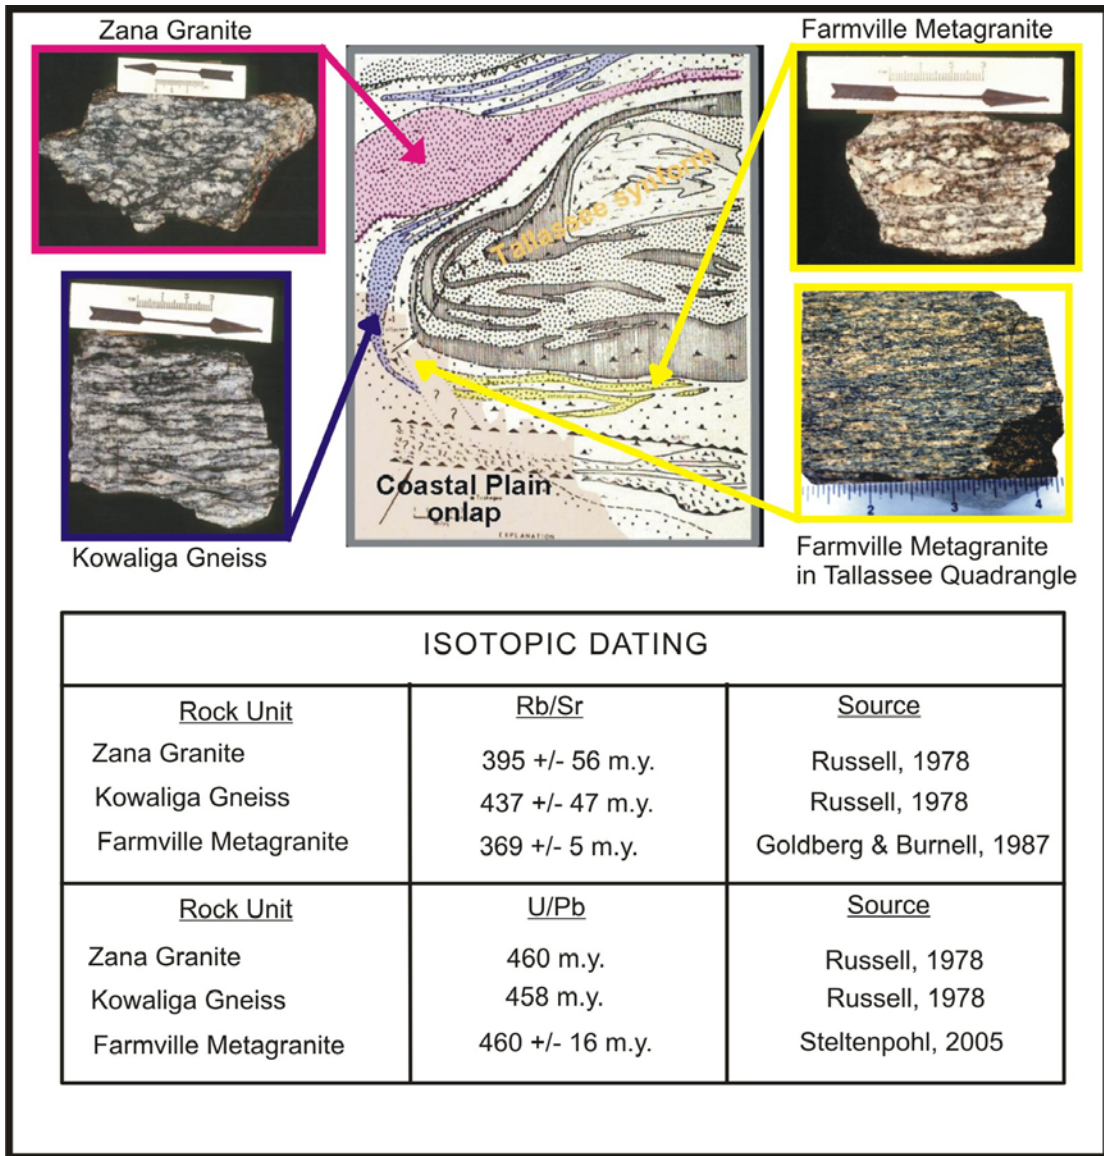 Zana Granite
Farmville Metagranite
Tallassee synform
Coastal Plain
onlap
EXPLANATION
2 3 4
Kowaliga Gneiss
Farmville Metagranite
in Tallassee Quadrangle
ISOTOPIC DATING
Rock Unit Rb/Sr Source
Zana Granite 395 +/- 56 m.y. Russell, 1978
Kowaliga Gneiss 437 +/- 47 m.y. Russell, 1978
Farmville Metagranite 369 +/- 5 m.y. Goldberg & Burnell, 1987
Rock Unit U/Pb Source
Zana Granite 460 m.y. Russell, 1978
Kowaliga Gneiss 458 m.y. Russell, 1978
Farmville Metagranite 460 +/- 16 m.y. Steltenpohl, 2005